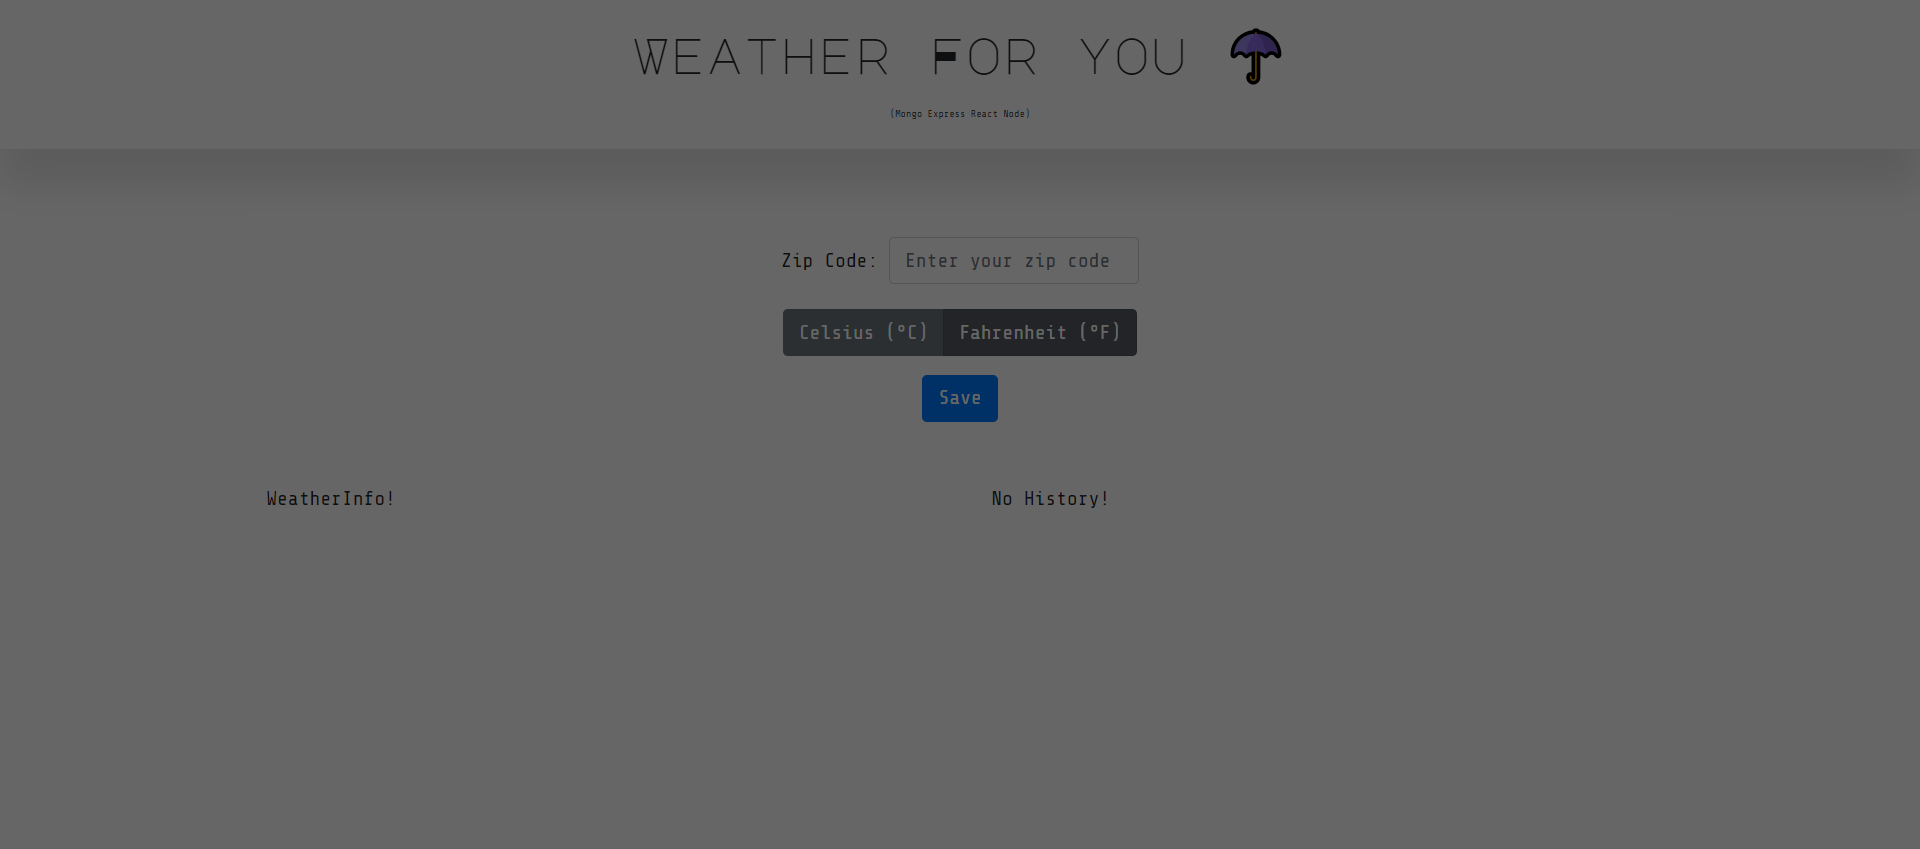 WEATHER FOR YOU
(Mongo Express React Node)
Zip Code: Enter your zip code
Celsius (°C) Fahrenheit (°F)
Save
WeatherInfo! No History!